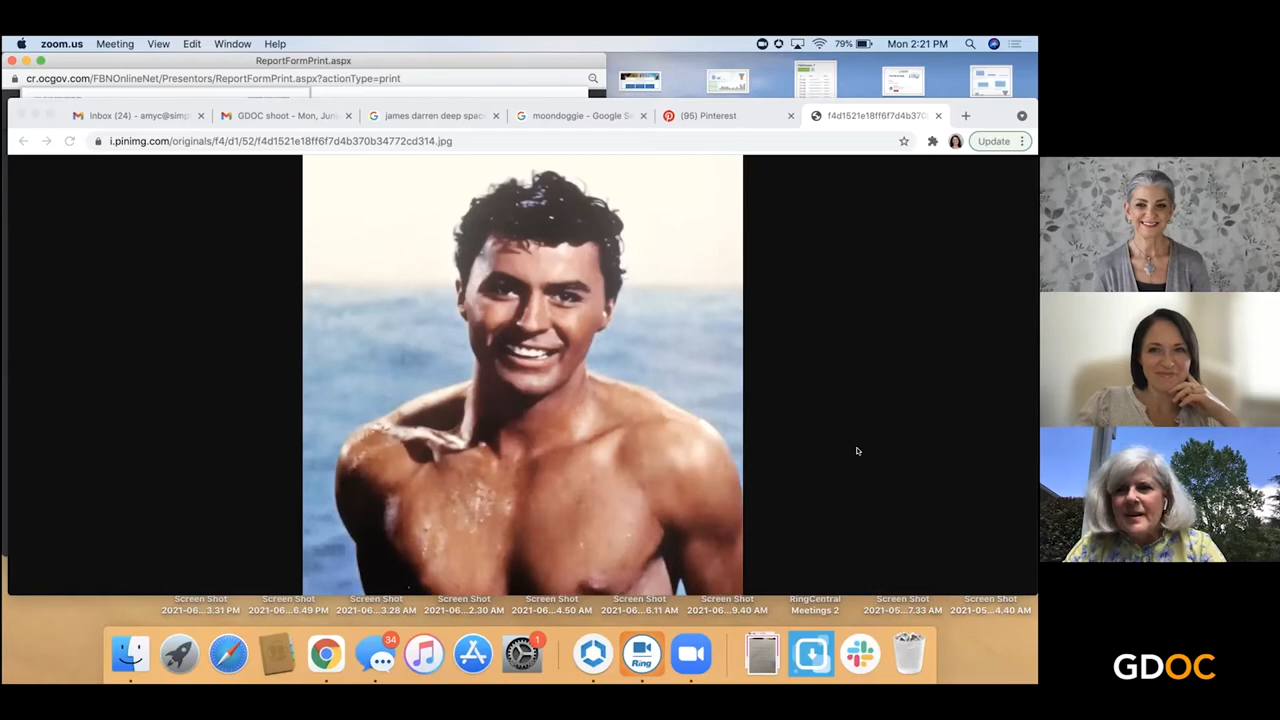 zoom.us Meeting View Edit Window Help 79% Mon 2:21 PM
ReportFormPrint.aspx
cr.ocgov.com/FBNOnlineNet/Presentors/ReportFormPrint.aspx?actionType=print
Inbox (24) - amyc@simp GDOC shoot - Mon, Jun james darren deep spac moondoggie - Google S (95) Pinterest f4d1521e18ff6f7d4b370
i.pinimg.com/originals/f4/d1/52/f4d1521e18ff6f7d4b370b34772cd314.jpg Update
Screen Shot Screen Shot Screen Shot Screen Shot Screen Shot Screen Shot Screen Shot RingCentral Screen Shot Screen Shot
2021-06...3.31 PM 2021-06...6.49 PM 2021-06...3.28 AM 2021-06...2.30 AM 2021-06...4.50 AM 2021-06...6.11 AM 2021-06...9.40 AM Meetings 2 2021-05...7.33 AM 2021-05...4.40 AM
34
1
Ring
GDOC